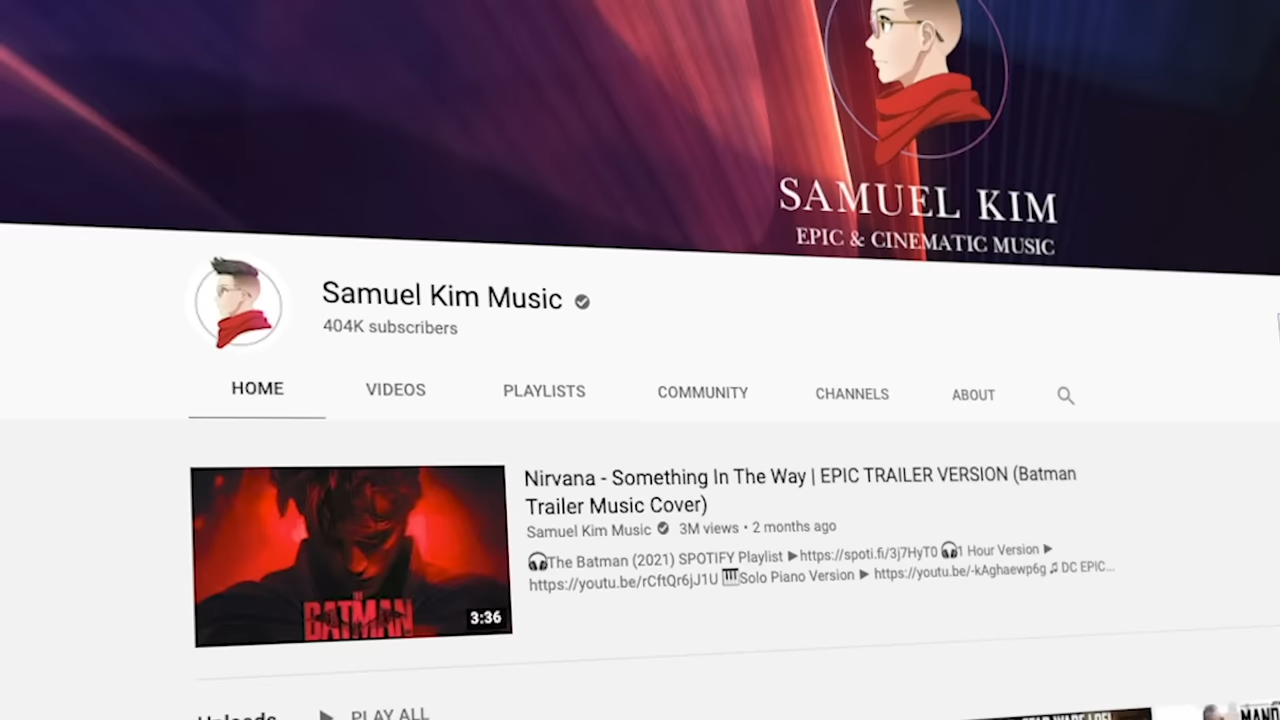 SAMUEL KIM
EPIC & CINEMATIC MUSIC
Samuel Kim Music
404K subscribers
HOME
VIDEOS
PLAYLISTS
COMMUNITY
CHANNELS
ABOUT
THE
BATMAN
3:36
Nirvana - Something In The Way | EPIC TRAILER VERSION (Batman
Trailer Music Cover)
Samuel Kim Music 3M views • 2 months ago
🎧The Batman (2021) SPOTIFY Playlist ►https://spoti.fi/3j7HyT0 🎧1 Hour Version ►
https://youtu.be/rCftQr6jJ1U 🎹Solo Piano Version ► https://youtu.be/-kAghaewp6g ♫ DC EPIC...
Uploads
PLAY ALL